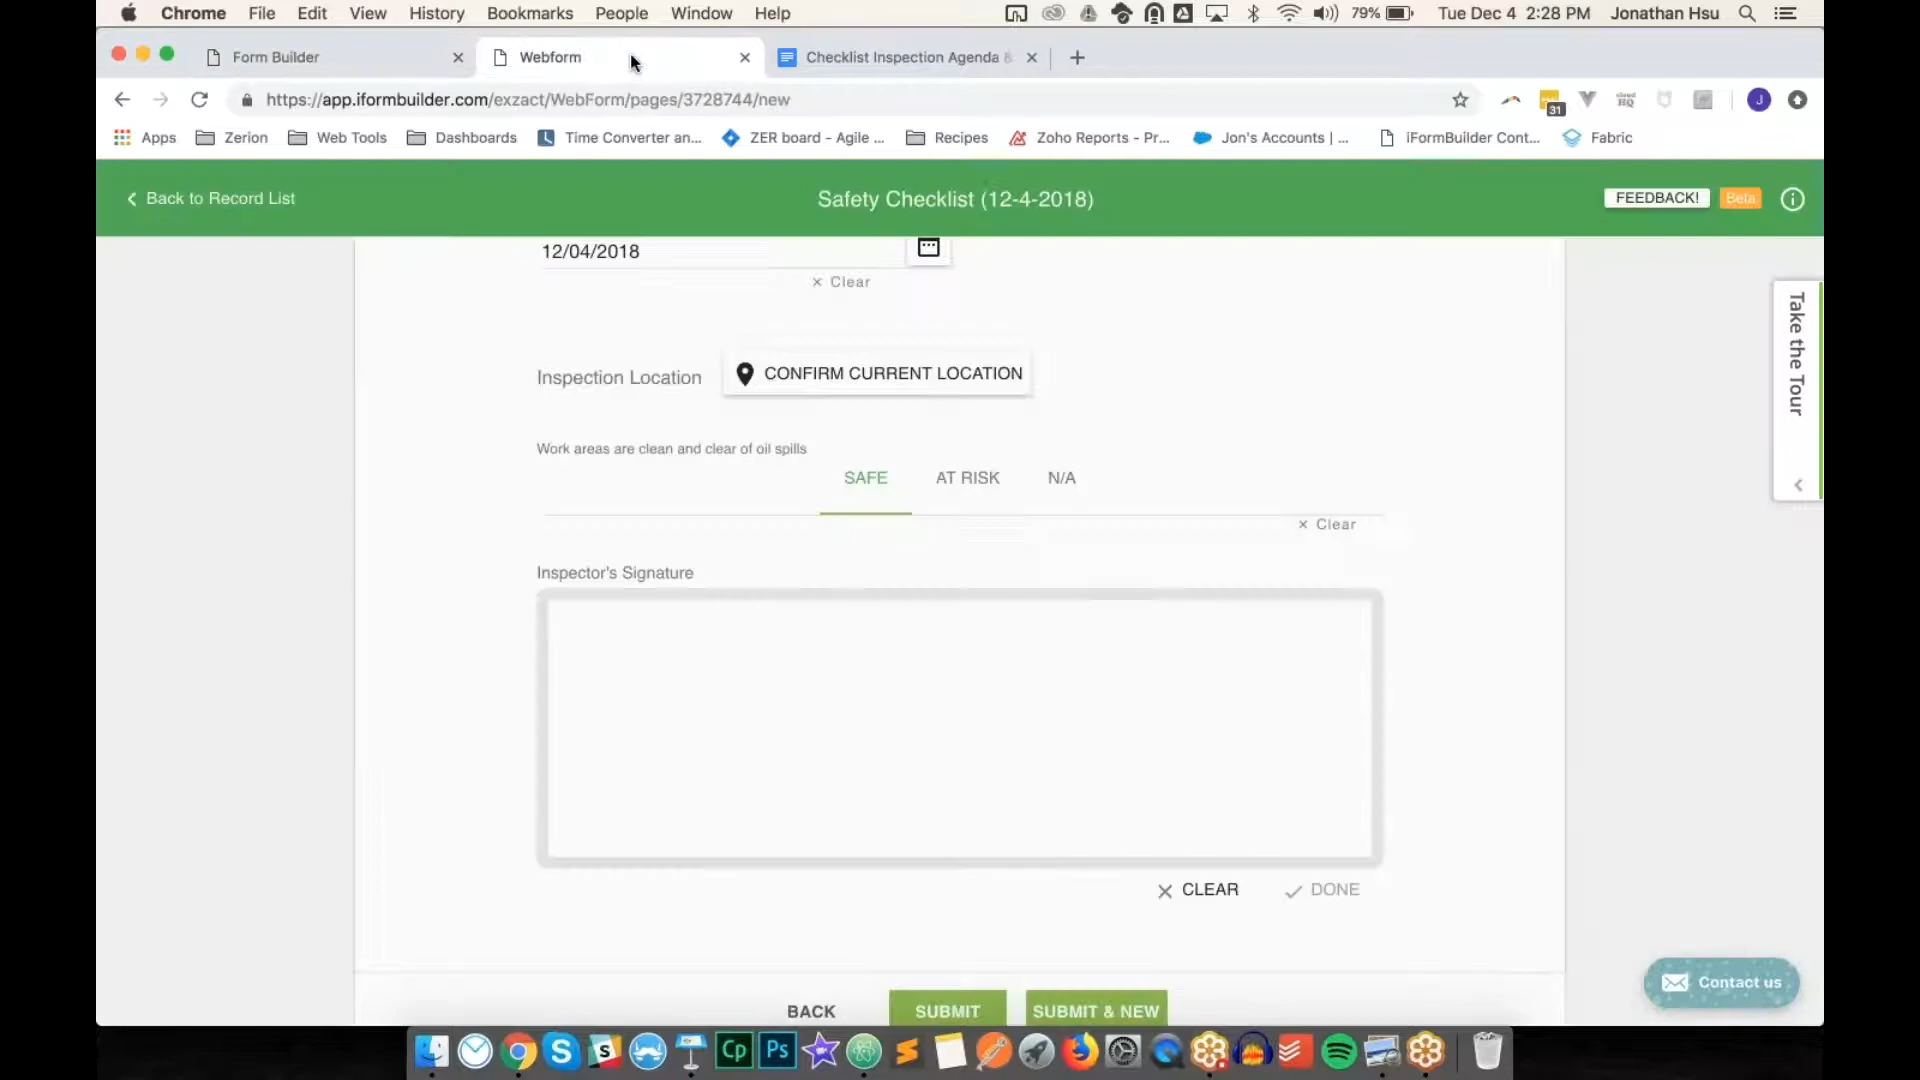 Chrome File Edit View History Bookmarks People Window Help 79% Tue Dec 4 2:28 PM Jonathan Hsu
Form Builder Webform Checklist Inspection Agenda
https://app.iformbuilder.com/exzact/WebForm/pages/3728744/new 31 cloud HQ J
Apps Zerion Web Tools Dashboards Time Converter an... ZER board - Agile ... Recipes Zoho Reports - Pr... Jon's Accounts | ... iFormBuilder Cont... Fabric
Back to Record List Safety Checklist (12-4-2018) FEEDBACK! Beta
12/04/2018
× Clear
Take the Tour
Inspection Location CONFIRM CURRENT LOCATION
Work areas are clean and clear of oil spills
SAFE AT RISK N/A
× Clear
Inspector's Signature
CLEAR DONE
Contact us
BACK SUBMIT SUBMIT & NEW
S S Cp Ps